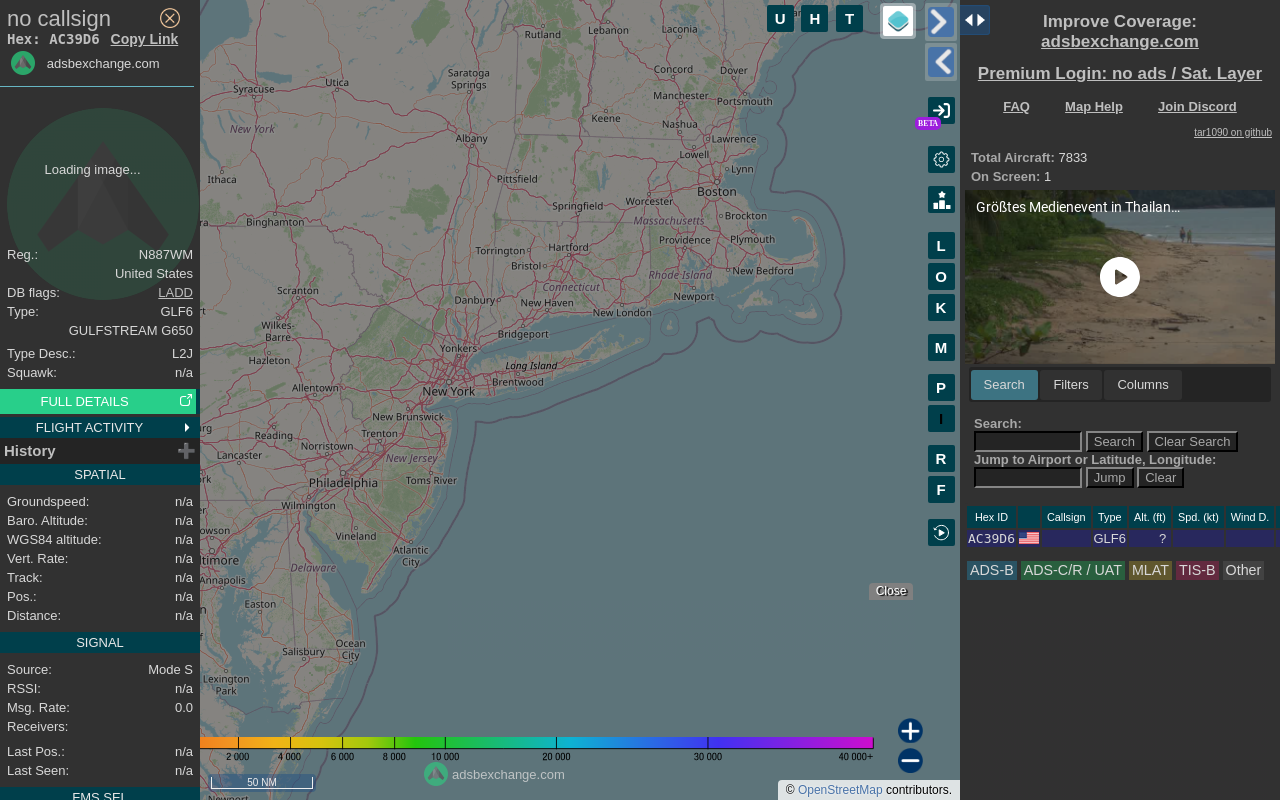 no callsign
Hex: AC39D6 Copy Link
adsbexchange.com
Loading image...
Reg.: N887WM
United States
DB flags: LADD
Type: GLF6
GULFSTREAM G650
Type Desc.: L2J
Squawk: n/a
FULL DETAILS
FLIGHT ACTIVITY
History
SPATIAL
Groundspeed: n/a
Baro. Altitude: n/a
WGS84 altitude: n/a
Vert. Rate: n/a
Track: n/a
Pos.: n/a
Distance: n/a
SIGNAL
Source: Mode S
RSSI: n/a
Msg. Rate: 0.0
Receivers:
Last Pos.: n/a
Last Seen: n/a
FMS SEL
Rutland
Lebanon
Laconia
Concord
Dover
Saratoga
Springs
Utica
Syracuse
Manchester
Portsmouth
Keene
Nashua
New York
Albany
Lawrence
Lowell
Lynn
Ithaca
Pittsfield
Boston
Worcester
Springfield
Binghamton
Massachusetts
Brockton
Providence
Plymouth
Torrington
Hartford
Bristol
Rhode Island
New Bedford
Connecticut
Scranton
Danbury
New Haven
Newport
New London
Wilkes-
Barre
Bridgeport
Yonkers
Hazleton
Long Island
Brentwood
Allentown
New York
New Brunswick
Reading
Trenton
Norristown
Lancaster
New Jersey
Philadelphia
Toms River
Wilmington
Vineland
Atlantic
City
Delaware
Annapolis
Easton
Ocean
City
Salisbury
Lexington
Park
Newport
U H T
BETA
L
O
K
M
P
I
R
F
Close
2 000 4 000 6 000 8 000 10 000 20 000 30 000 40 000+
adsbexchange.com
50 NM
© OpenStreetMap contributors.
Improve Coverage:
adsbexchange.com
Premium Login: no ads / Sat. Layer
FAQ Map Help Join Discord
tar1090 on github
Total Aircraft: 7833
On Screen: 1
Größtes Medienevent in Thailan...
Search Filters Columns
Search:
Search Clear Search
Jump to Airport or Latitude, Longitude:
Jump Clear
Hex ID Callsign Type Alt. (ft) Spd. (kt) Wind D.
AC39D6 GLF6 ?
ADS-B ADS-C/R / UAT MLAT TIS-B Other